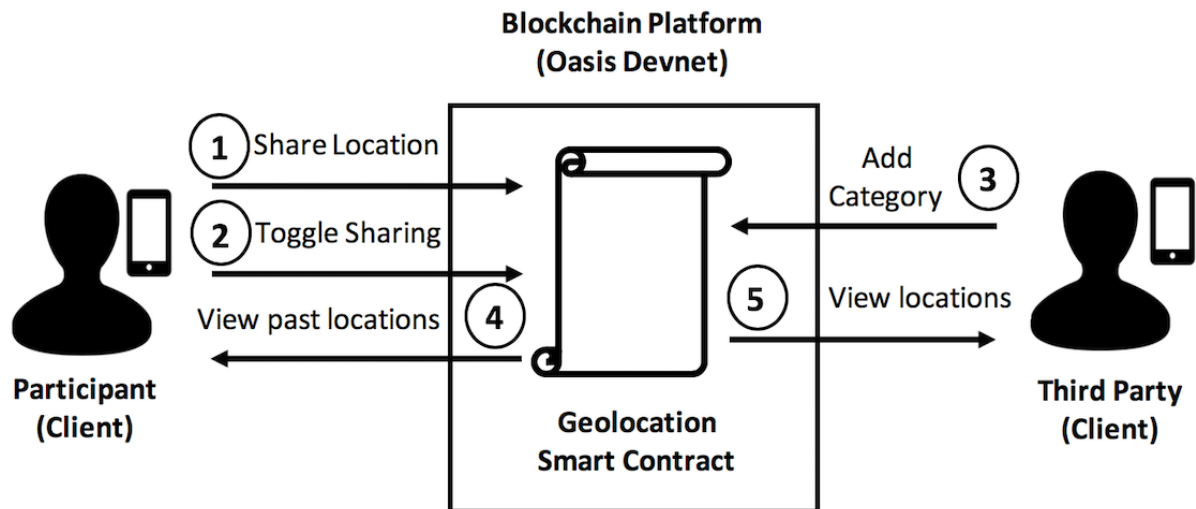 Blockchain Platform
(Oasis Devnet)
1 Share Location
2 Toggle Sharing
View past locations 4
Participant
(Client)
Geolocation
Smart Contract
Add
Category
3
5 View locations
Third Party
(Client)